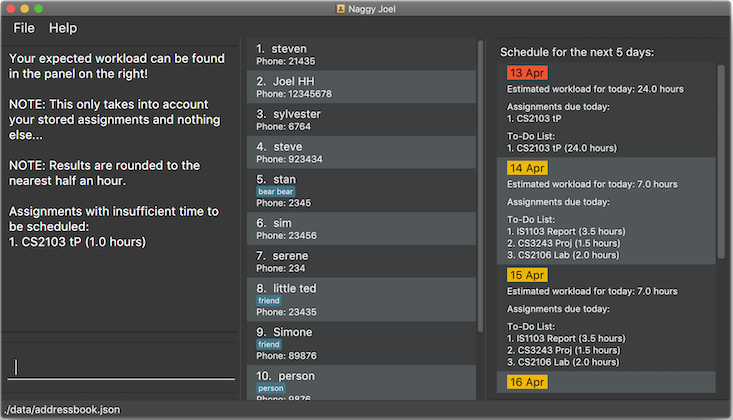 Naggy Joel
File Help
Your expected workload can be found
in the panel on the right!
NOTE: This only takes into account
your stored assignments and nothing
else...
NOTE: Results are rounded to the
nearest half an hour.
Assignments with insufficient time to
be scheduled:
1. CS2103 tP (1.0 hours)
1. steven
Phone: 21435
2. Joel HH
Phone: 12345678
3. sylvester
Phone: 6764
4. steve
Phone: 923434
5. stan
bear bear
Phone: 2345
6. sim
Phone: 23456
7. serene
Phone: 234
8. little ted
friend
Phone: 23435
9. Simone
friend
Phone: 89876
10. person
person
Phone: 9876
Schedule for the next 5 days:
13 Apr
Estimated workload for today: 24.0 hours
Assignments due today:
1. CS2103 tP
To-Do List:
1. CS2103 tP (24.0 hours)
14 Apr
Estimated workload for today: 7.0 hours
Assignments due today:
To-Do List:
1. IS1103 Report (3.5 hours)
2. CS3243 Proj (1.5 hours)
3. CS2106 Lab (2.0 hours)
15 Apr
Estimated workload for today: 7.0 hours
Assignments due today:
To-Do List:
1. IS1103 Report (3.5 hours)
2. CS3243 Proj (1.5 hours)
3. CS2106 Lab (2.0 hours)
16 Apr
./data/addressbook.json